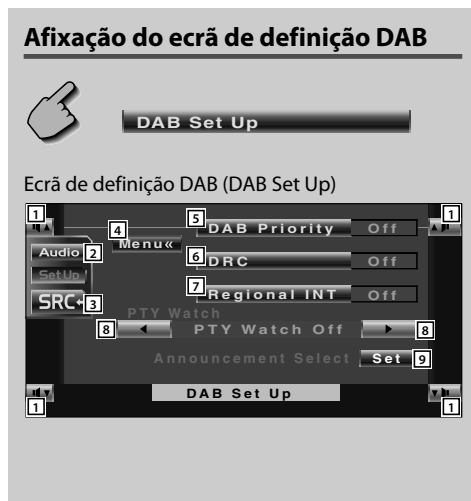 Afixação do ecrã de definição DAB
DAB Set Up
Ecrã de definição DAB (DAB Set Up)
1 1
5 DAB Priority Off
4 Menu«
Audio 2
6 DRC Off
SetUp
7 Regional INT Off
SRC 3
PTY Watch
8 ◄ PTY Watch Off ► 8
Announcement Select Set 9
DAB Set Up
1 1